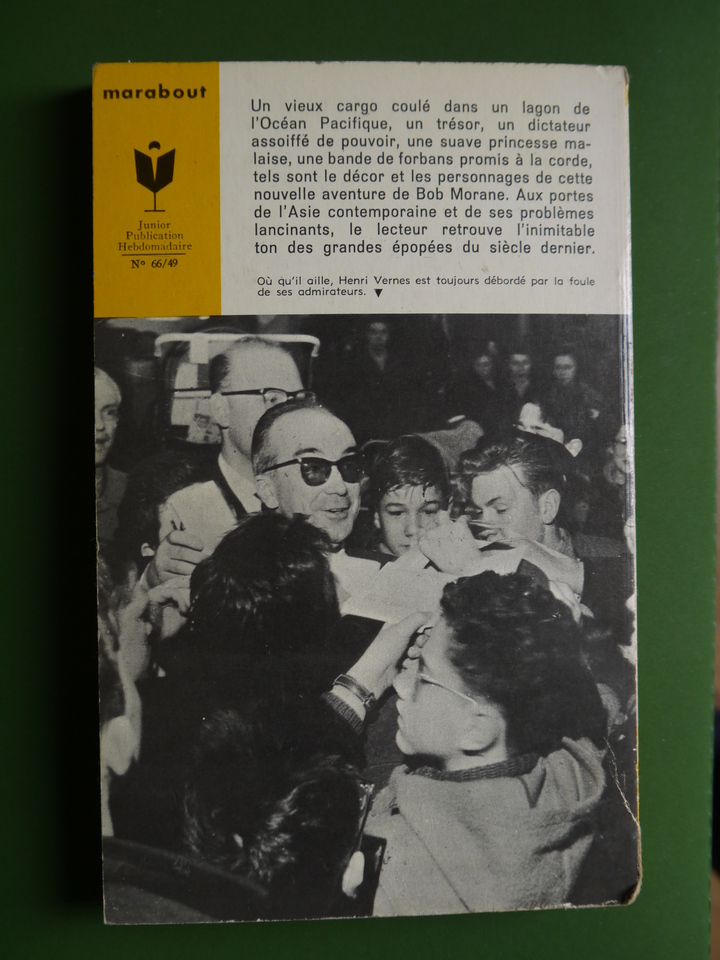 marabout
Junior
Publication
Hebdomadaire
Nº 66/49
Un vieux cargo coulé dans un lagon de
l'Océan Pacifique, un trésor, un dictateur
assoiffé de pouvoir, une suave princesse ma-
laise, une bande de forbans promis à la corde,
tels sont le décor et les personnages de cette
nouvelle aventure de Bob Morane. Aux portes
de l'Asie contemporaine et de ses problèmes
lancinants, le lecteur retrouve l'inimitable
ton des grandes épopées du siècle dernier.
Où qu'il aille, Henri Vernes est toujours débordé par la foule
de ses admirateurs. ▼